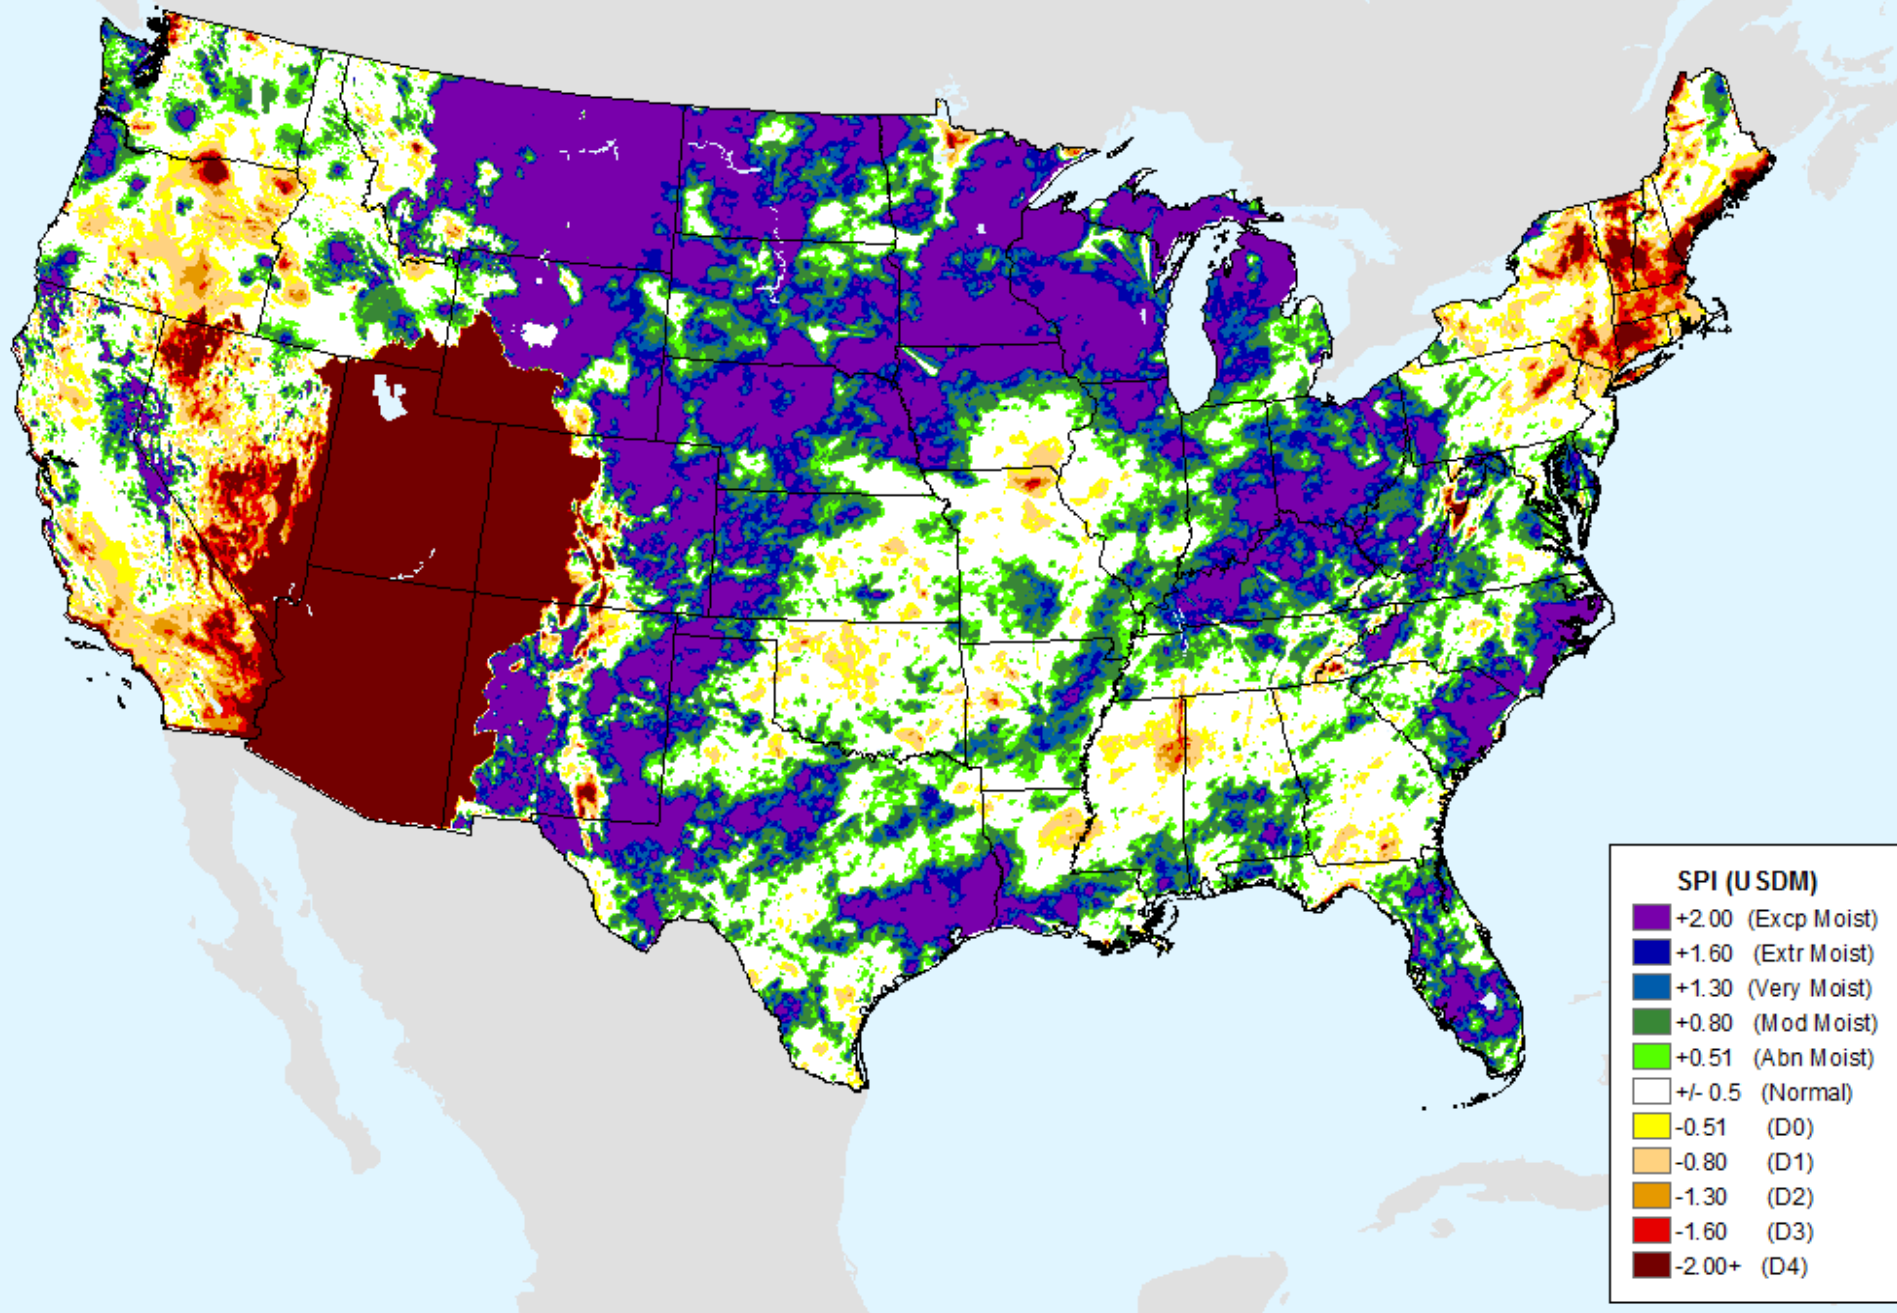 SPI (USDM)
+2.00 (Excp Moist)
+1.60 (Extr Moist)
+1.30 (Very Moist)
+0.80 (Mod Moist)
+0.51 (Abn Moist)
+/- 0.5 (Normal)
-0.51 (D0)
-0.80 (D1)
-1.30 (D2)
-1.60 (D3)
-2.00+ (D4)